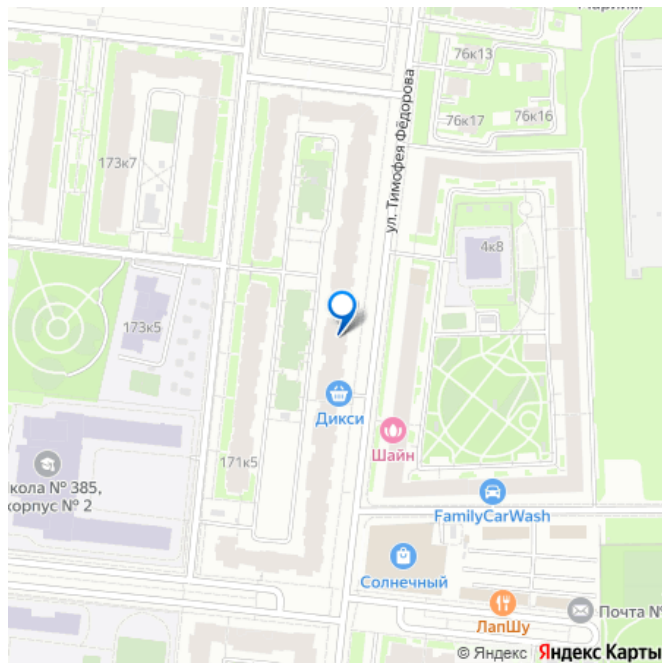 76к13
76к17
76к16
ул. Тимофея Фёдорова
173к7
4к8
173к5
Дикси
Шайн
171к5
кола № 385,
корпус № 2
FamilyCarWash
Солнечный
ЛапШу
Почта №
© Яндекс Яндекс Карты